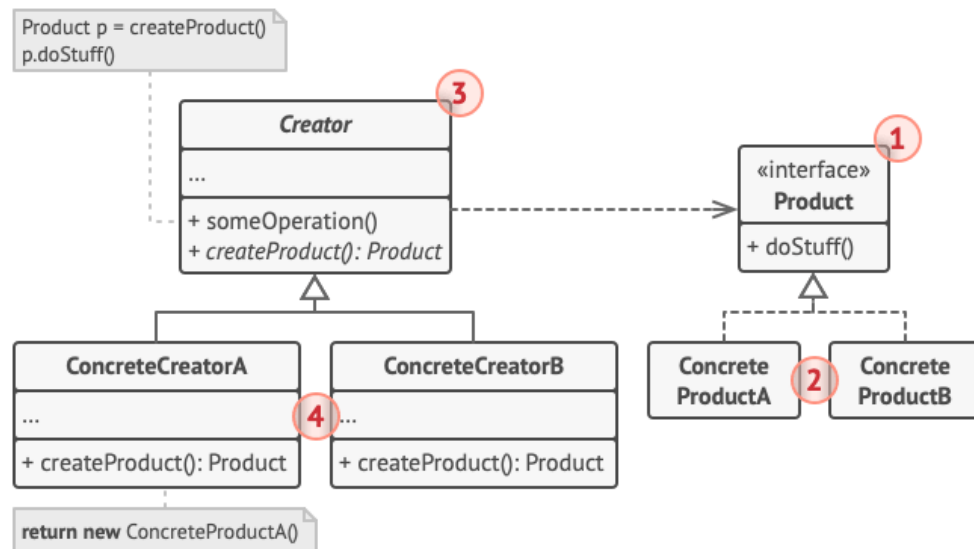 Product p = createProduct()
p.doStuff()
3
Creator
...
+ someOperation()
+ createProduct(): Product
1
«interface»
Product
+ doStuff()
ConcreteCreatorA
...
+ createProduct(): Product
4
ConcreteCreatorB
...
+ createProduct(): Product
Concrete
ProductA
2
Concrete
ProductB
return new ConcreteProductA()